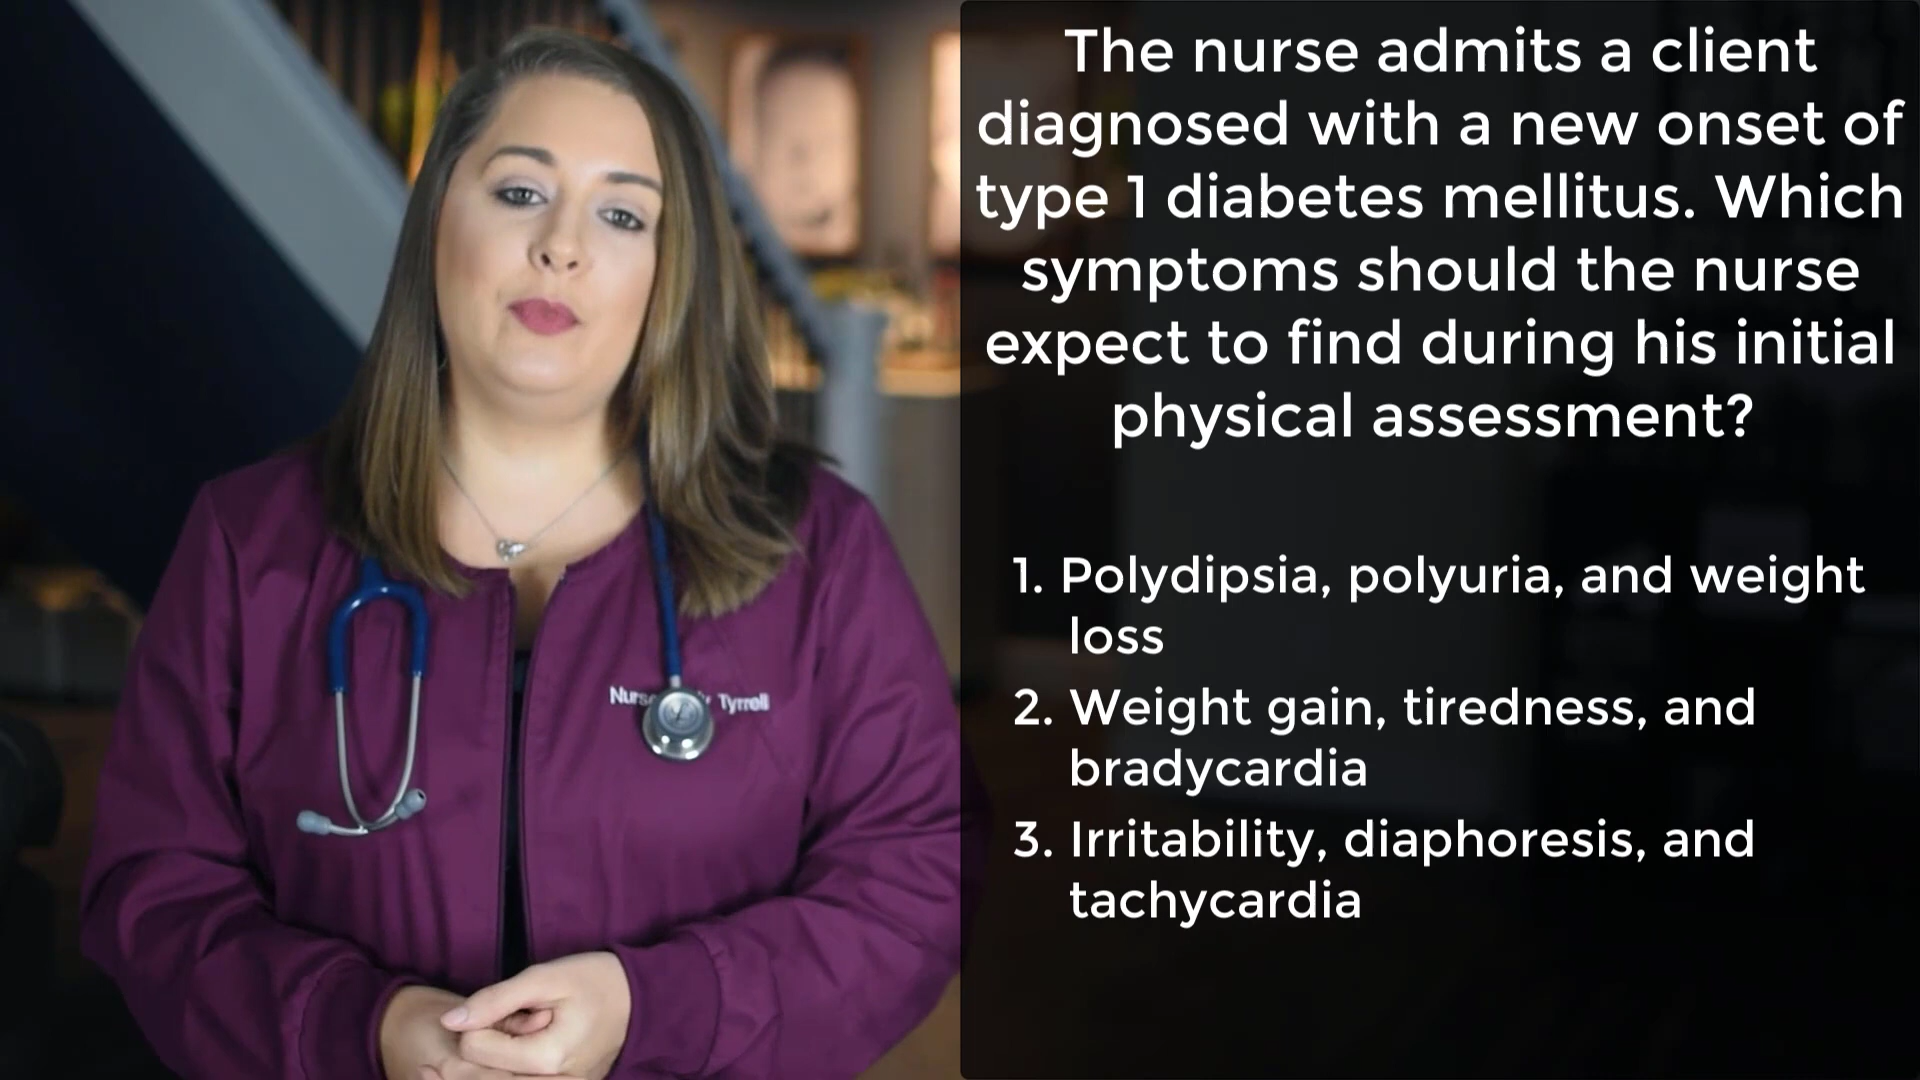 The nurse admits a client
diagnosed with a new onset of
type 1 diabetes mellitus. Which
symptoms should the nurse
expect to find during his initial
physical assessment?
1. Polydipsia, polyuria, and weight
loss
2. Weight gain, tiredness, and
bradycardia
3. Irritability, diaphoresis, and
tachycardia
Tyrrell